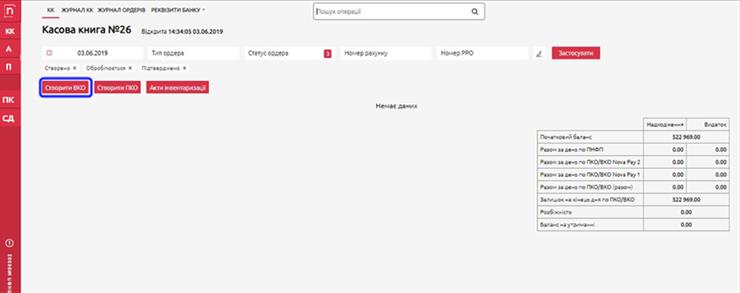 n
КК ЖУРНАЛ КК ЖУРНАЛ ОРДЕРІВ РЕКВІЗИТИ БАНКУ
Пошук операції
КК
А
П
ПК
СД
Касова книга №26 Відкрита 14:34:05 03.06.2019
03.06.2019 Тип ордера Статус ордера 3 Номер рахунку Номер РРО Застосувати
Створено × Обробляється × Підтверджено ×
Створити ВКО Створити ПКО Акти інвентаризації
Немає даних
Надходження Видаток
Початковий баланс 522 969.00
Разом за день по ПНФП 0.00 0.00
Разом за день по ПКО/ВКО Nova Pay 2 0.00 0.00
Разом за день по ПКО/ВКО Nova Pay 1 0.00 0.00
Разом за день по ПКО/ВКО (разом) 0.00 0.00
Залишок на кінець дня по ПКО/ВКО 522 969.00
Розбіжність 0.00
Баланс на утриманні 0.00